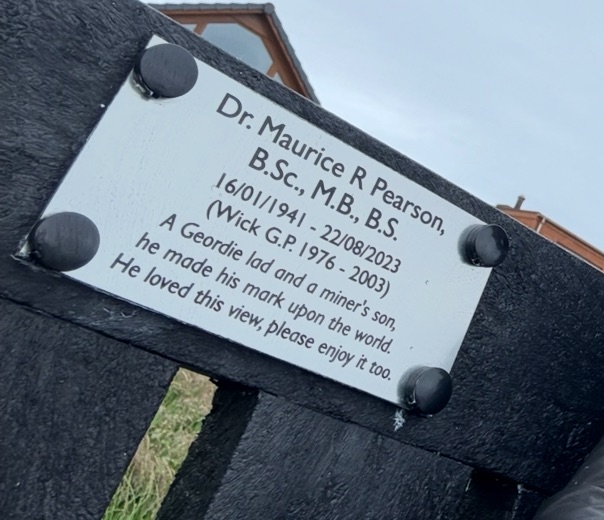 Dr. Maurice R Pearson,
B.Sc., M.B., B.S.
16/01/1941 - 22/08/2023
(Wick G.P. 1976 - 2003)
A Geordie lad and a miner's son,
he made his mark upon the world.
He loved this view, please enjoy it too.